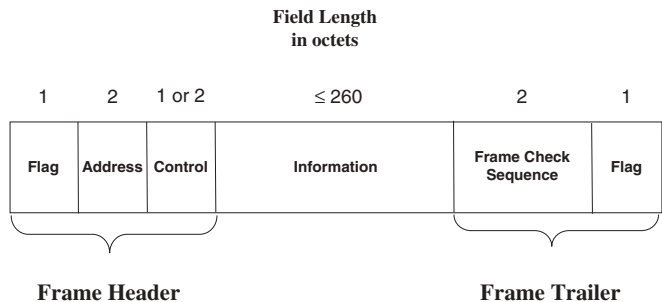 Field Length
in octets
1 2 1 or 2 ≤ 260 2 1
Flag Address Control Information Frame Check Sequence Flag
Frame Header Frame Trailer